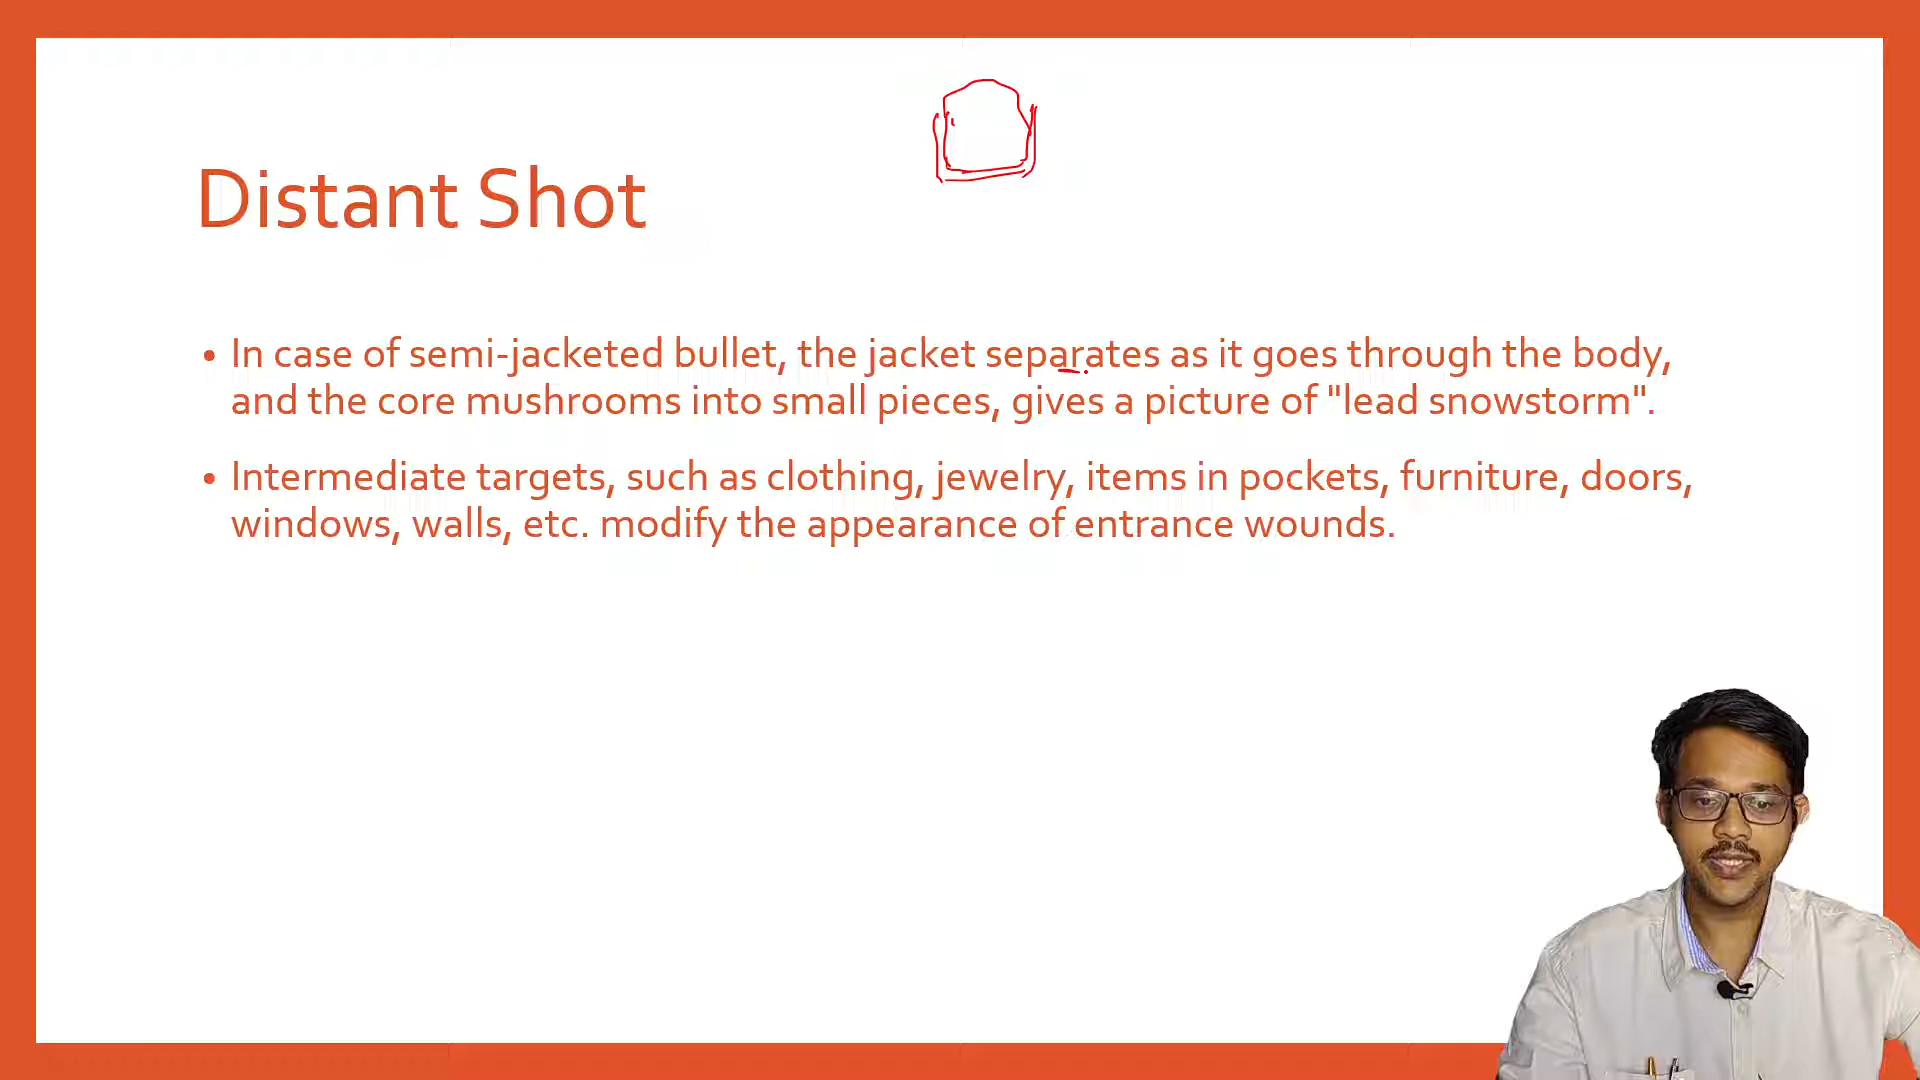 Distant Shot
• In case of semi-jacketed bullet, the jacket separates as it goes through the body,
and the core mushrooms into small pieces, gives a picture of "lead snowstorm".
• Intermediate targets, such as clothing, jewelry, items in pockets, furniture, doors,
windows, walls, etc. modify the appearance of entrance wounds.